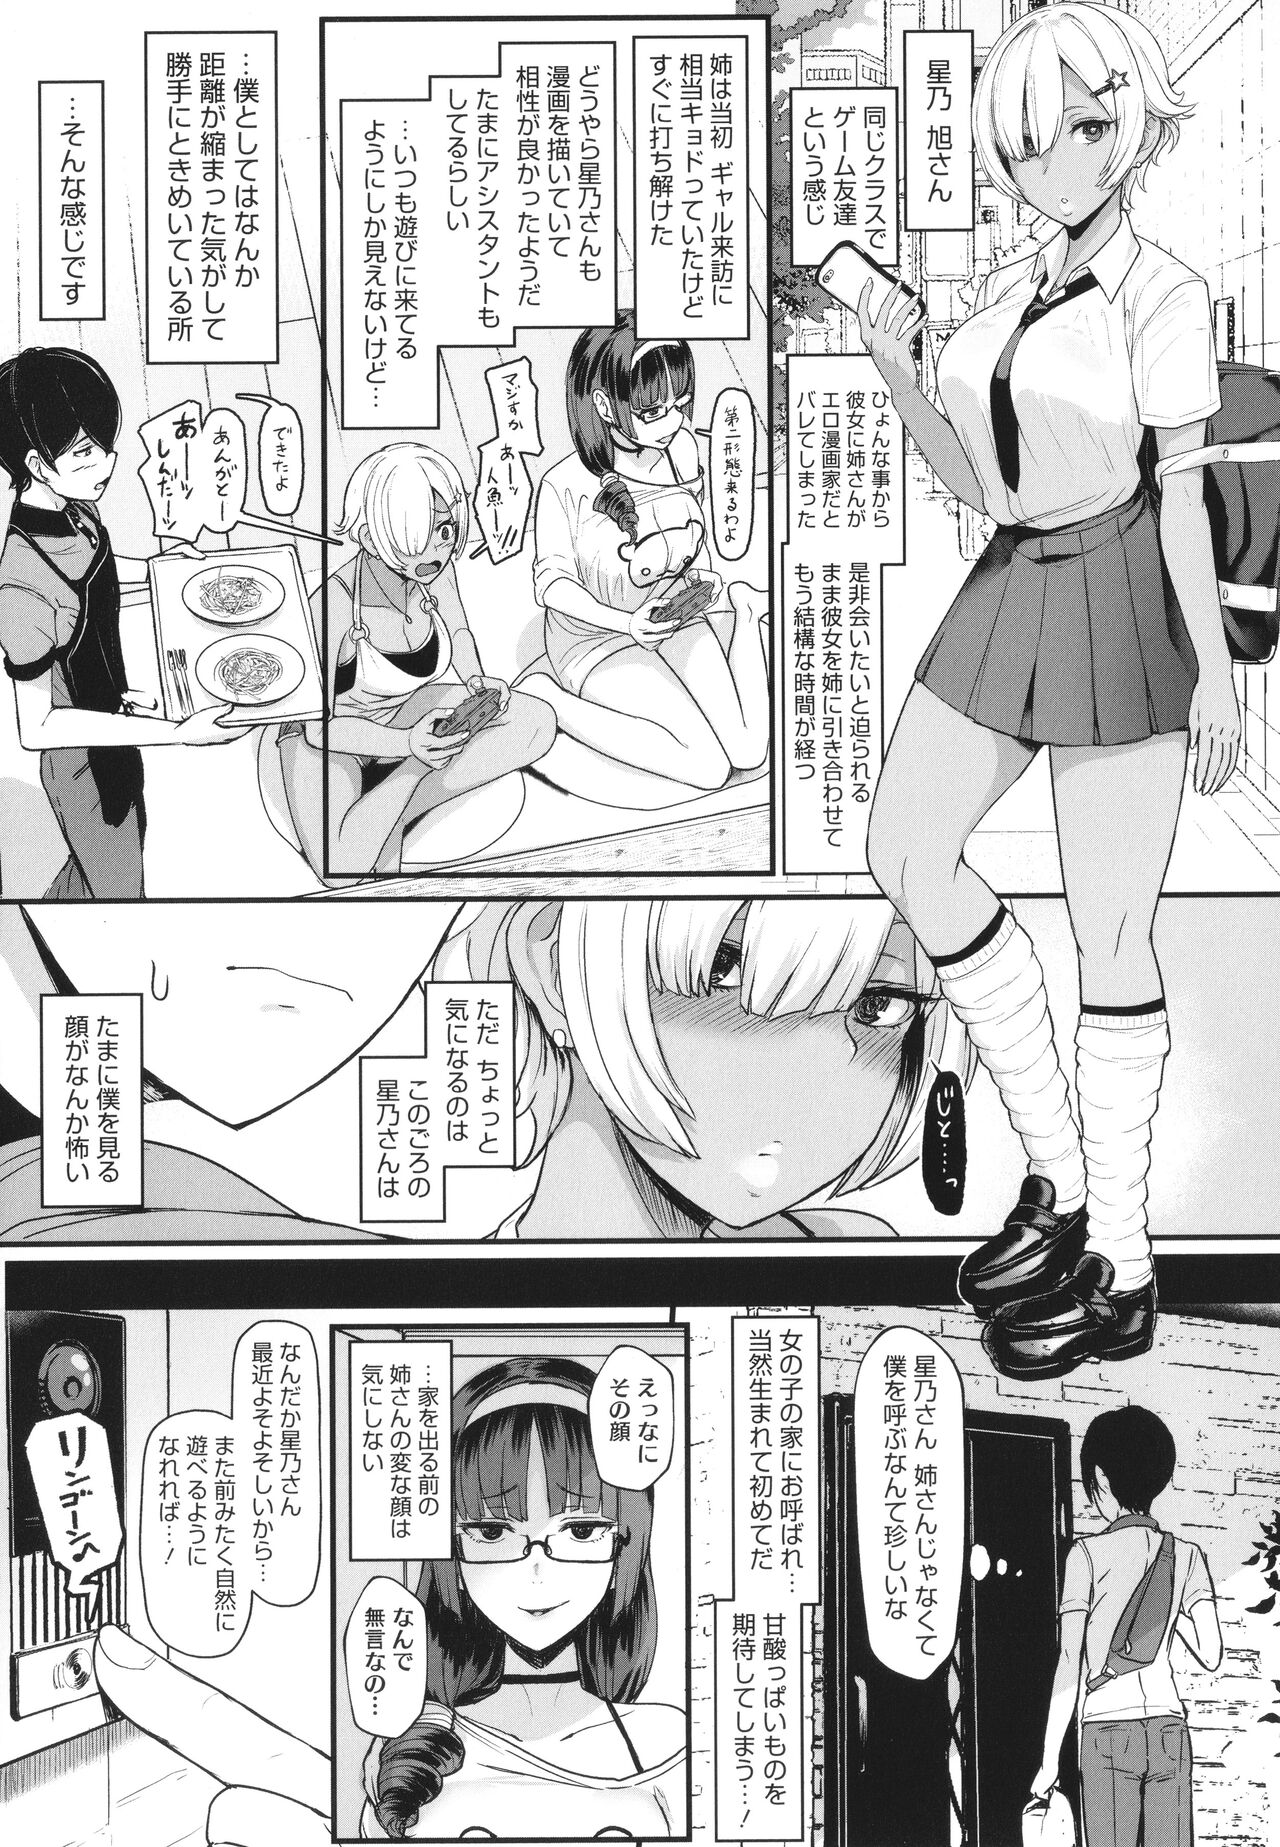 星乃 旭さん
同じクラスで
ゲーム友達
という感じ
ひょんな事から
彼女に姉さんが
エロ漫画家だと
バレてしまった
是非会いたいと迫られる
まま彼女を姉に引き合わせて
もう結構な時間が経つ
姉は当初 ギャル来訪に
相当キョドっていたけど
すぐに打ち解けた
どうやら星乃さんも
漫画を描いていて
相性が良かったようだ
たまにアシスタントも
してるらしい
…いつも遊びに来てる
ようにしか見えないけど…
第二形態来るわよ
マジすか
あーッ
人魚ーッ
…僕としてはなんか
距離が縮まった気がして
勝手にときめいている所
…そんな感じです
できたよ
あんがとー
あー
しんだーッ
じと……っ
ただ ちょっと
気になるのは
このごろの
星乃さんは
たまに僕を見る
顔がなんか怖い
星乃さん 姉さんじゃなくて
僕を呼ぶなんて珍しいな
女の子の家にお呼ばれ…
当然生まれて初めてだ
甘酸っぱいものを
期待してしまう…!
えっなに
その顔
…家を出る前の
姉さんの変な顔は
気にしない
なんで
無言なの…
なんだか星乃さん
最近よそよそしいから…
また前みたく自然に
遊べるように
なれれば…!
リンゴーン